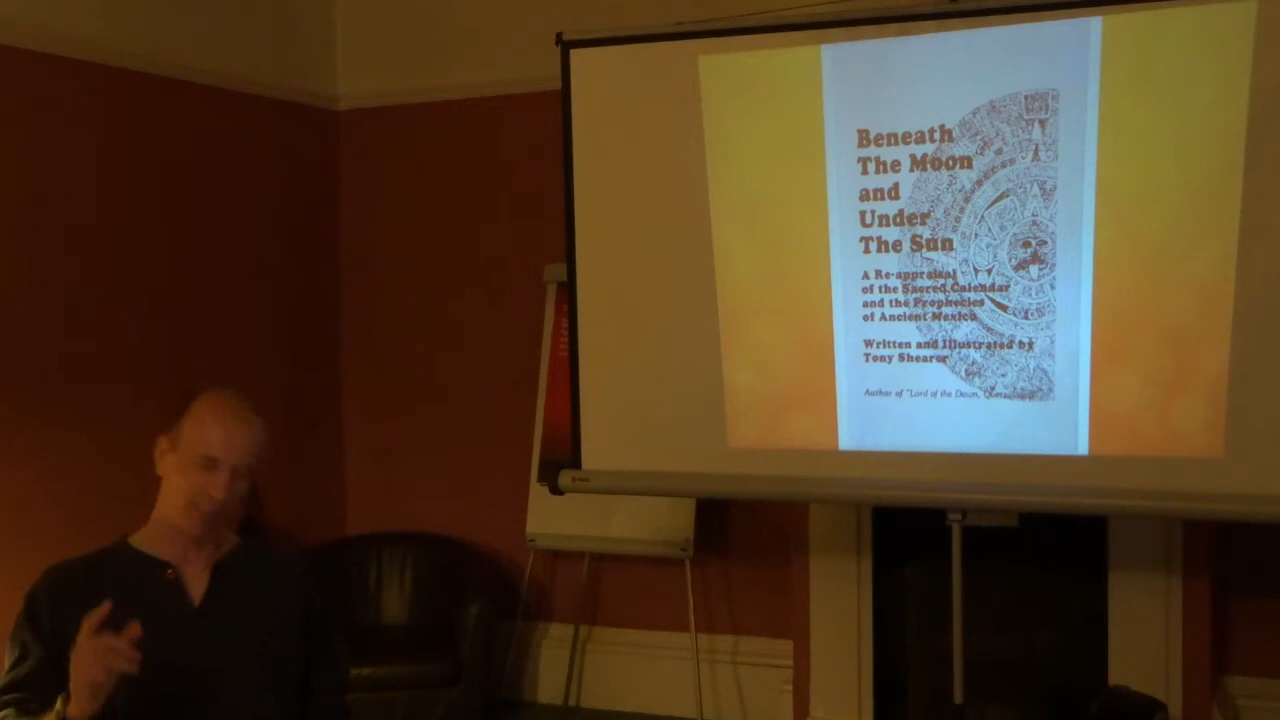 Beneath
The Moon
and
Under
The Sun
A Re-appraisal
of the Sacred Calendar
and the Prophecies
of Ancient Mexico
Written and Illustrated by
Tony Shearer
Author of "Lord of the Dawn,